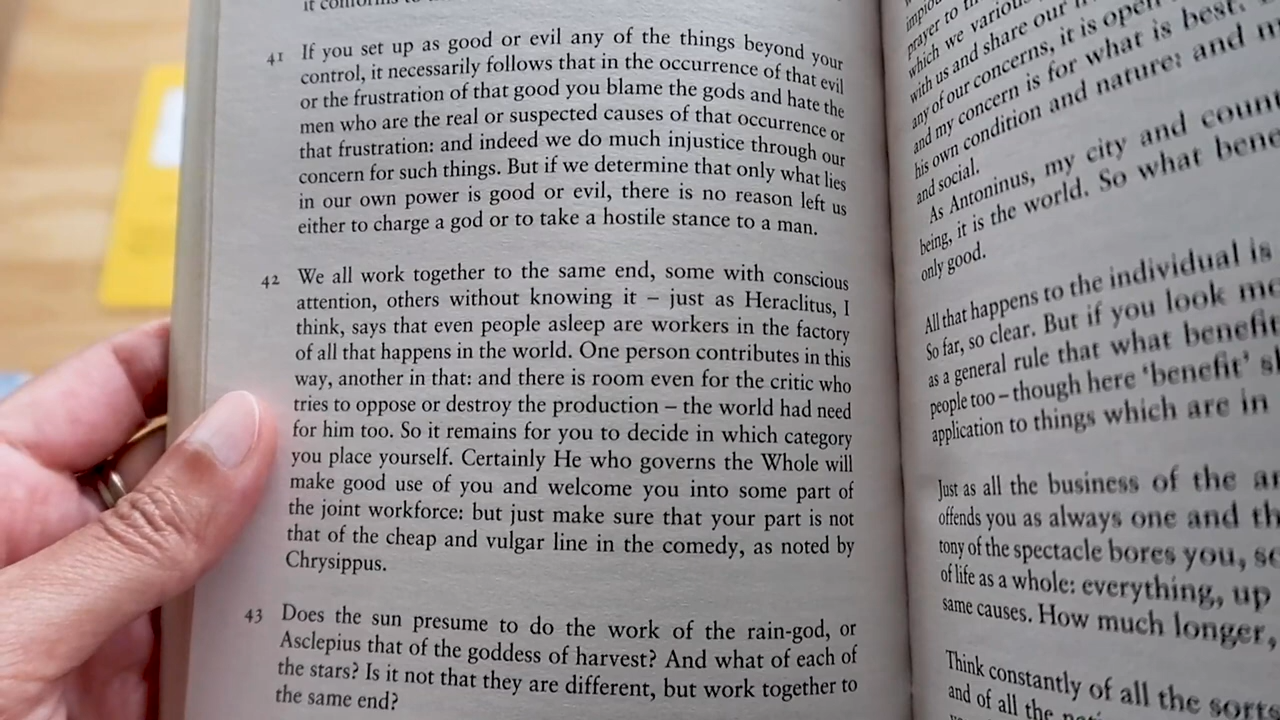 it conforms to
41 If you set up as good or evil any of the things beyond your
control, it necessarily follows that in the occurrence of that evil
or the frustration of that good you blame the gods and hate the
men who are the real or suspected causes of that occurrence or
that frustration: and indeed we do much injustice through our
concern for such things. But if we determine that only what lies
in our own power is good or evil, there is no reason left us
either to charge a god or to take a hostile stance to a man.
42 We all work together to the same end, some with conscious
attention, others without knowing it – just as Heraclitus, I
think, says that even people asleep are workers in the factory
of all that happens in the world. One person contributes in this
way, another in that: and there is room even for the critic who
tries to oppose or destroy the production – the world had need
for him too. So it remains for you to decide in which category
you place yourself. Certainly He who governs the Whole will
make good use of you and welcome you into some part of
the joint workforce: but just make sure that your part is not
that of the cheap and vulgar line in the comedy, as noted by
Chrysippus.
43 Does the sun presume to do the work of the rain-god, or
Asclepius that of the goddess of harvest? And what of each of
the stars? Is it not that they are different, but work together to
the same end?
prayer to
which we various
with us and share our
any of our concerns, it is open
and my concern is for what is best.
his own condition and nature: and
and social.
As Antoninus, my city and
being, it is the world. So what
only good.
All that happens to the individual is
So far, so clear. But if you look
as a general rule that what
people too – though here ‘benefit’
application to things which are in
Just as all the business of the
offends you as always one and
tony of the spectacle bores you,
of life as a whole: everything, up
same causes. How much longer,
Think constantly of all the sorts
and of all the